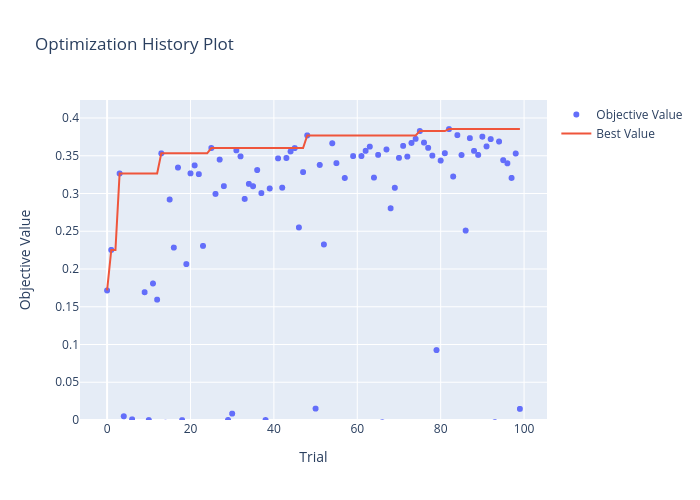 Optimization History Plot
Objective Value
Best Value
0.4
0.35
0.3
0.25
0.2
0.15
0.1
0.05
0
0 20 40 60 80 100
Objective Value
Trial